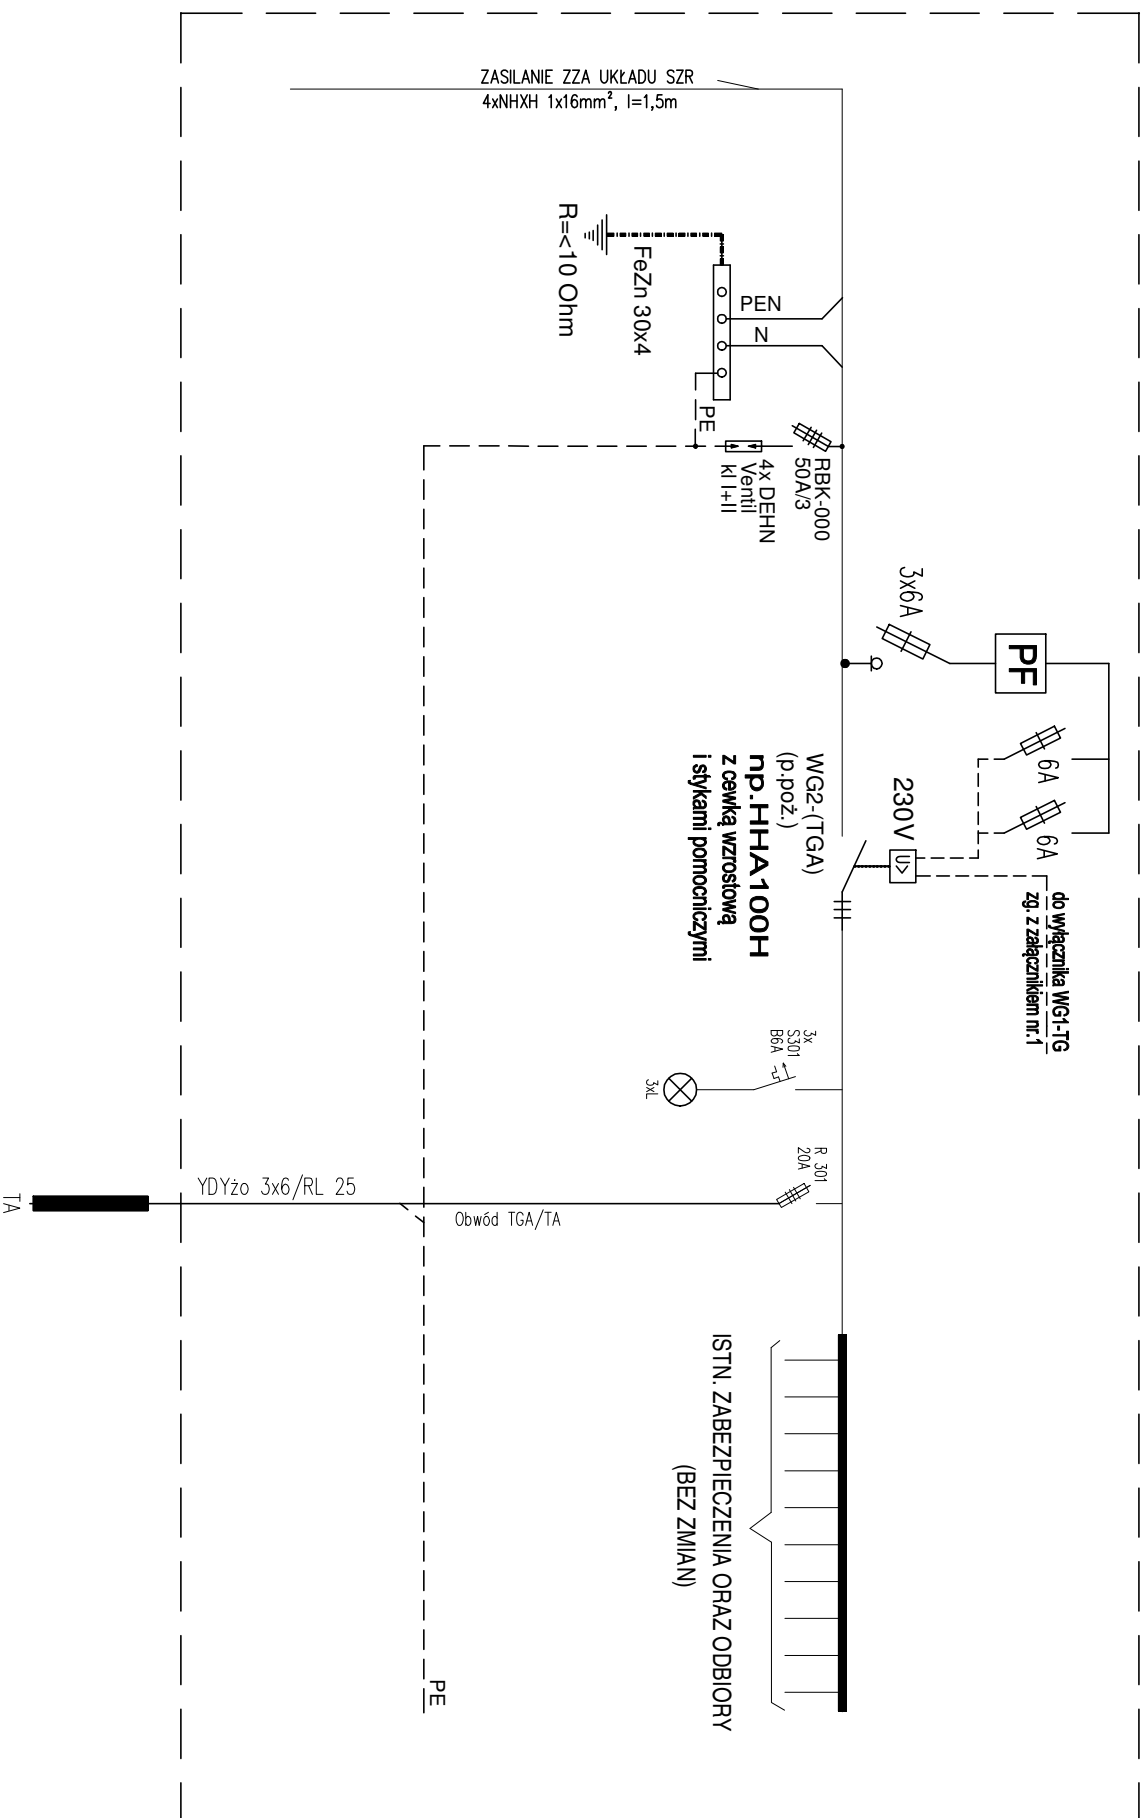 ZASILANIE ZZA UKŁADU SZR
4xNHXH 1x16mm², l=1,5m
R=<10 Ohm
FeZn 30x4
PEN
N
PE
RBK-000
50A/3
4x DEHN
Ventil
kl I+II
3x6A
PF
6A
6A
230V
U>
do wyłącznika WG1-TG
zg. z załącznikiem nr.1
WG2-(TGA)
(p.poż.)
np.HHA100H
z cewką wzrostową
i stykami pomocniczymi
3x
S301
B6A
3xL
R 301
20A
YDYżo 3x6/RL 25
Obwód TGA/TA
TA
ISTN. ZABEZPIECZENIA ORAZ ODBIORY
(BEZ ZMIAN)
PE